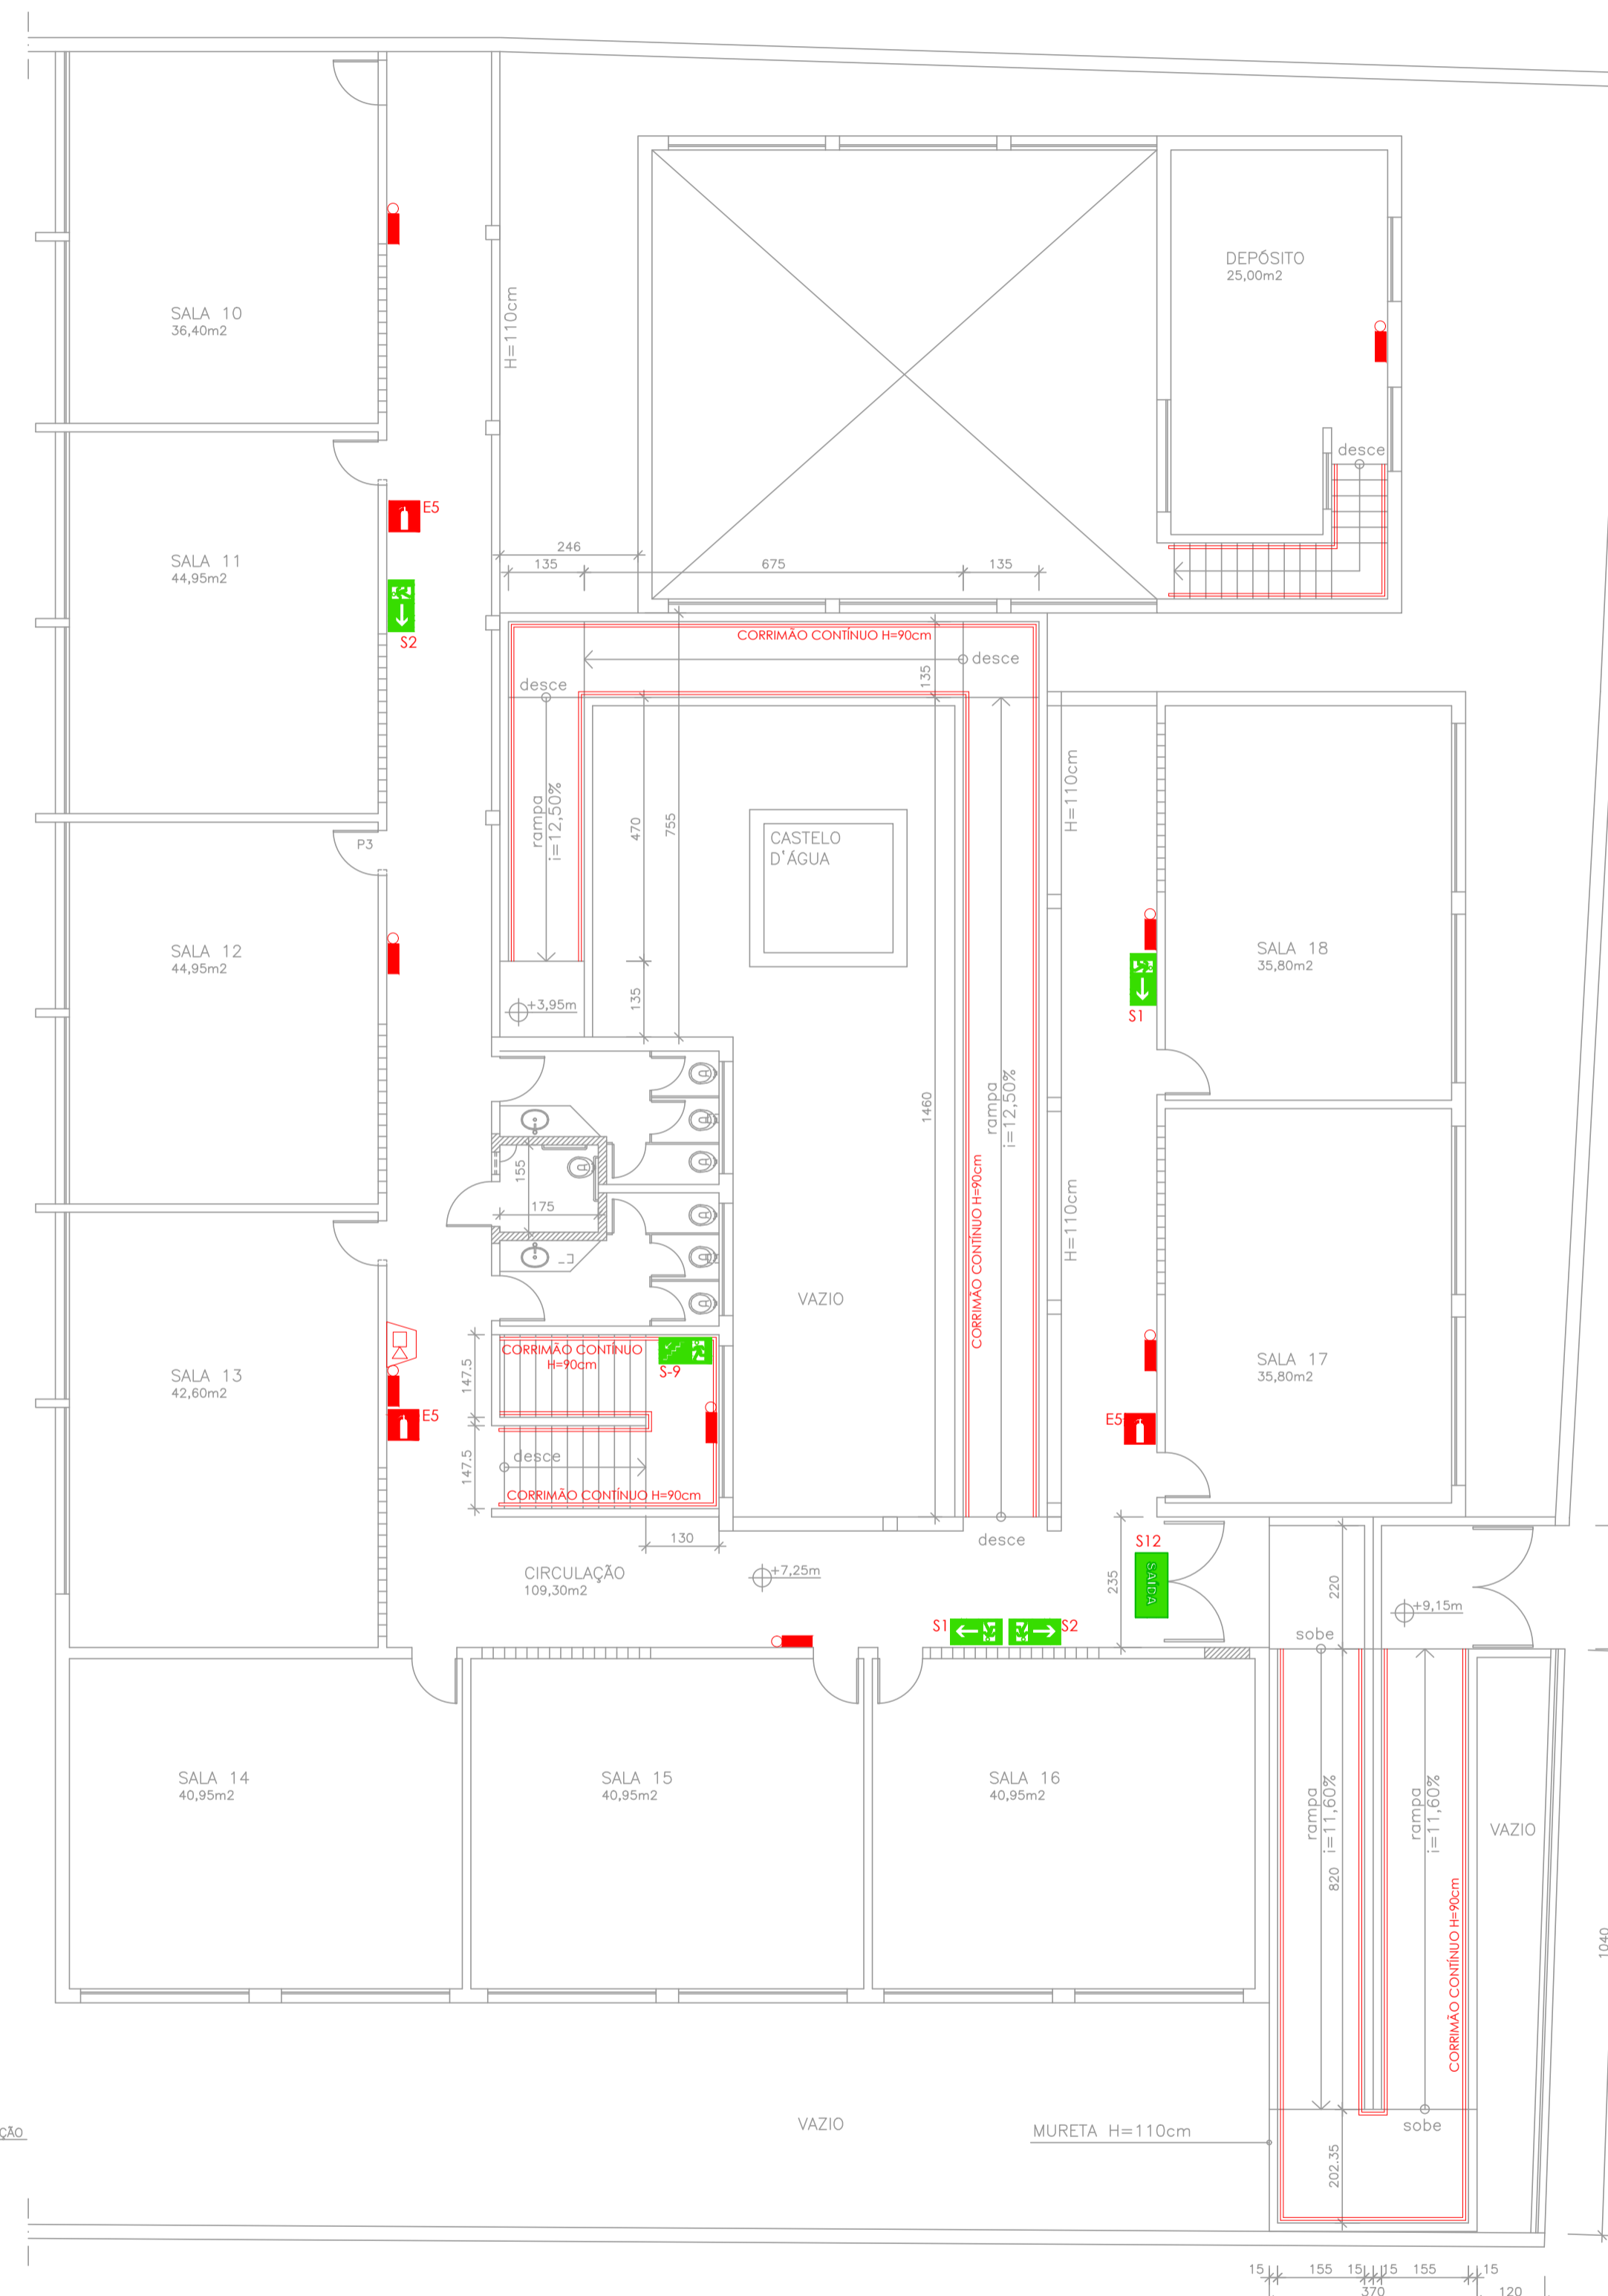 DEPÓSITO
25,00m2
SALA 10
36,40m2
H=110cm
desce
E5
246
135
675
135
SALA 11
44,95m2
S2
CORRIMÃO CONTÍNUO H=90cm
desce
135
desce
rampa
i=12,50%
470
755
H=110cm
CASTELO
D'ÁGUA
P3
SALA 12
44,95m2
SALA 18
35,80m2
135
+3,95m
S1
1460
rampa
i=12,50%
155
175
CORRIMÃO CONTÍNUO H=90cm
H=110cm
VAZIO
CORRIMÃO CONTÍNUO
H=90cm
S-9
147.5
SALA 13
42,60m2
SALA 17
35,80m2
E5
E5
147.5
desce
CORRIMÃO CONTÍNUO H=90cm
130
desce
S12
SAÍDA
235
220
CIRCULAÇÃO
109,30m2
+7,25m
+9,15m
S1
S2
sobe
SALA 14
40,95m2
SALA 15
40,95m2
SALA 16
40,95m2
rampa
i=11,60%
820
rampa
i=11,60%
VAZIO
CORRIMÃO CONTÍNUO H=90cm
1040
VAZIO
MURETA H=110cm
sobe
ÇÃO
202.35
15
155
15
15
155
15
370
120